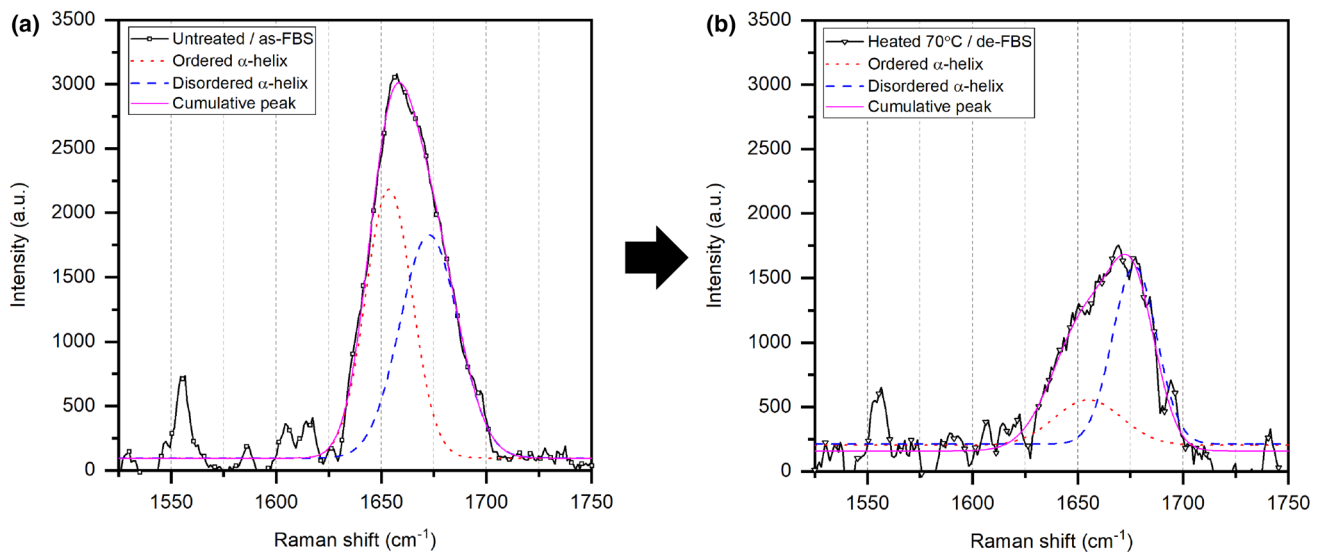 (a)
3500
3000
2500
2000
1500
1000
500
0
Intensity (a.u.)
Untreated / as-FBS
Ordered α-helix
Disordered α-helix
Cumulative peak
1550 1600 1650 1700 1750
Raman shift (cm⁻¹)
(b)
3500
3000
2500
2000
1500
1000
500
0
Intensity (a.u.)
Heated 70°C / de-FBS
Ordered α-helix
Disordered α-helix
Cumulative peak
1550 1600 1650 1700 1750
Raman shift (cm⁻¹)